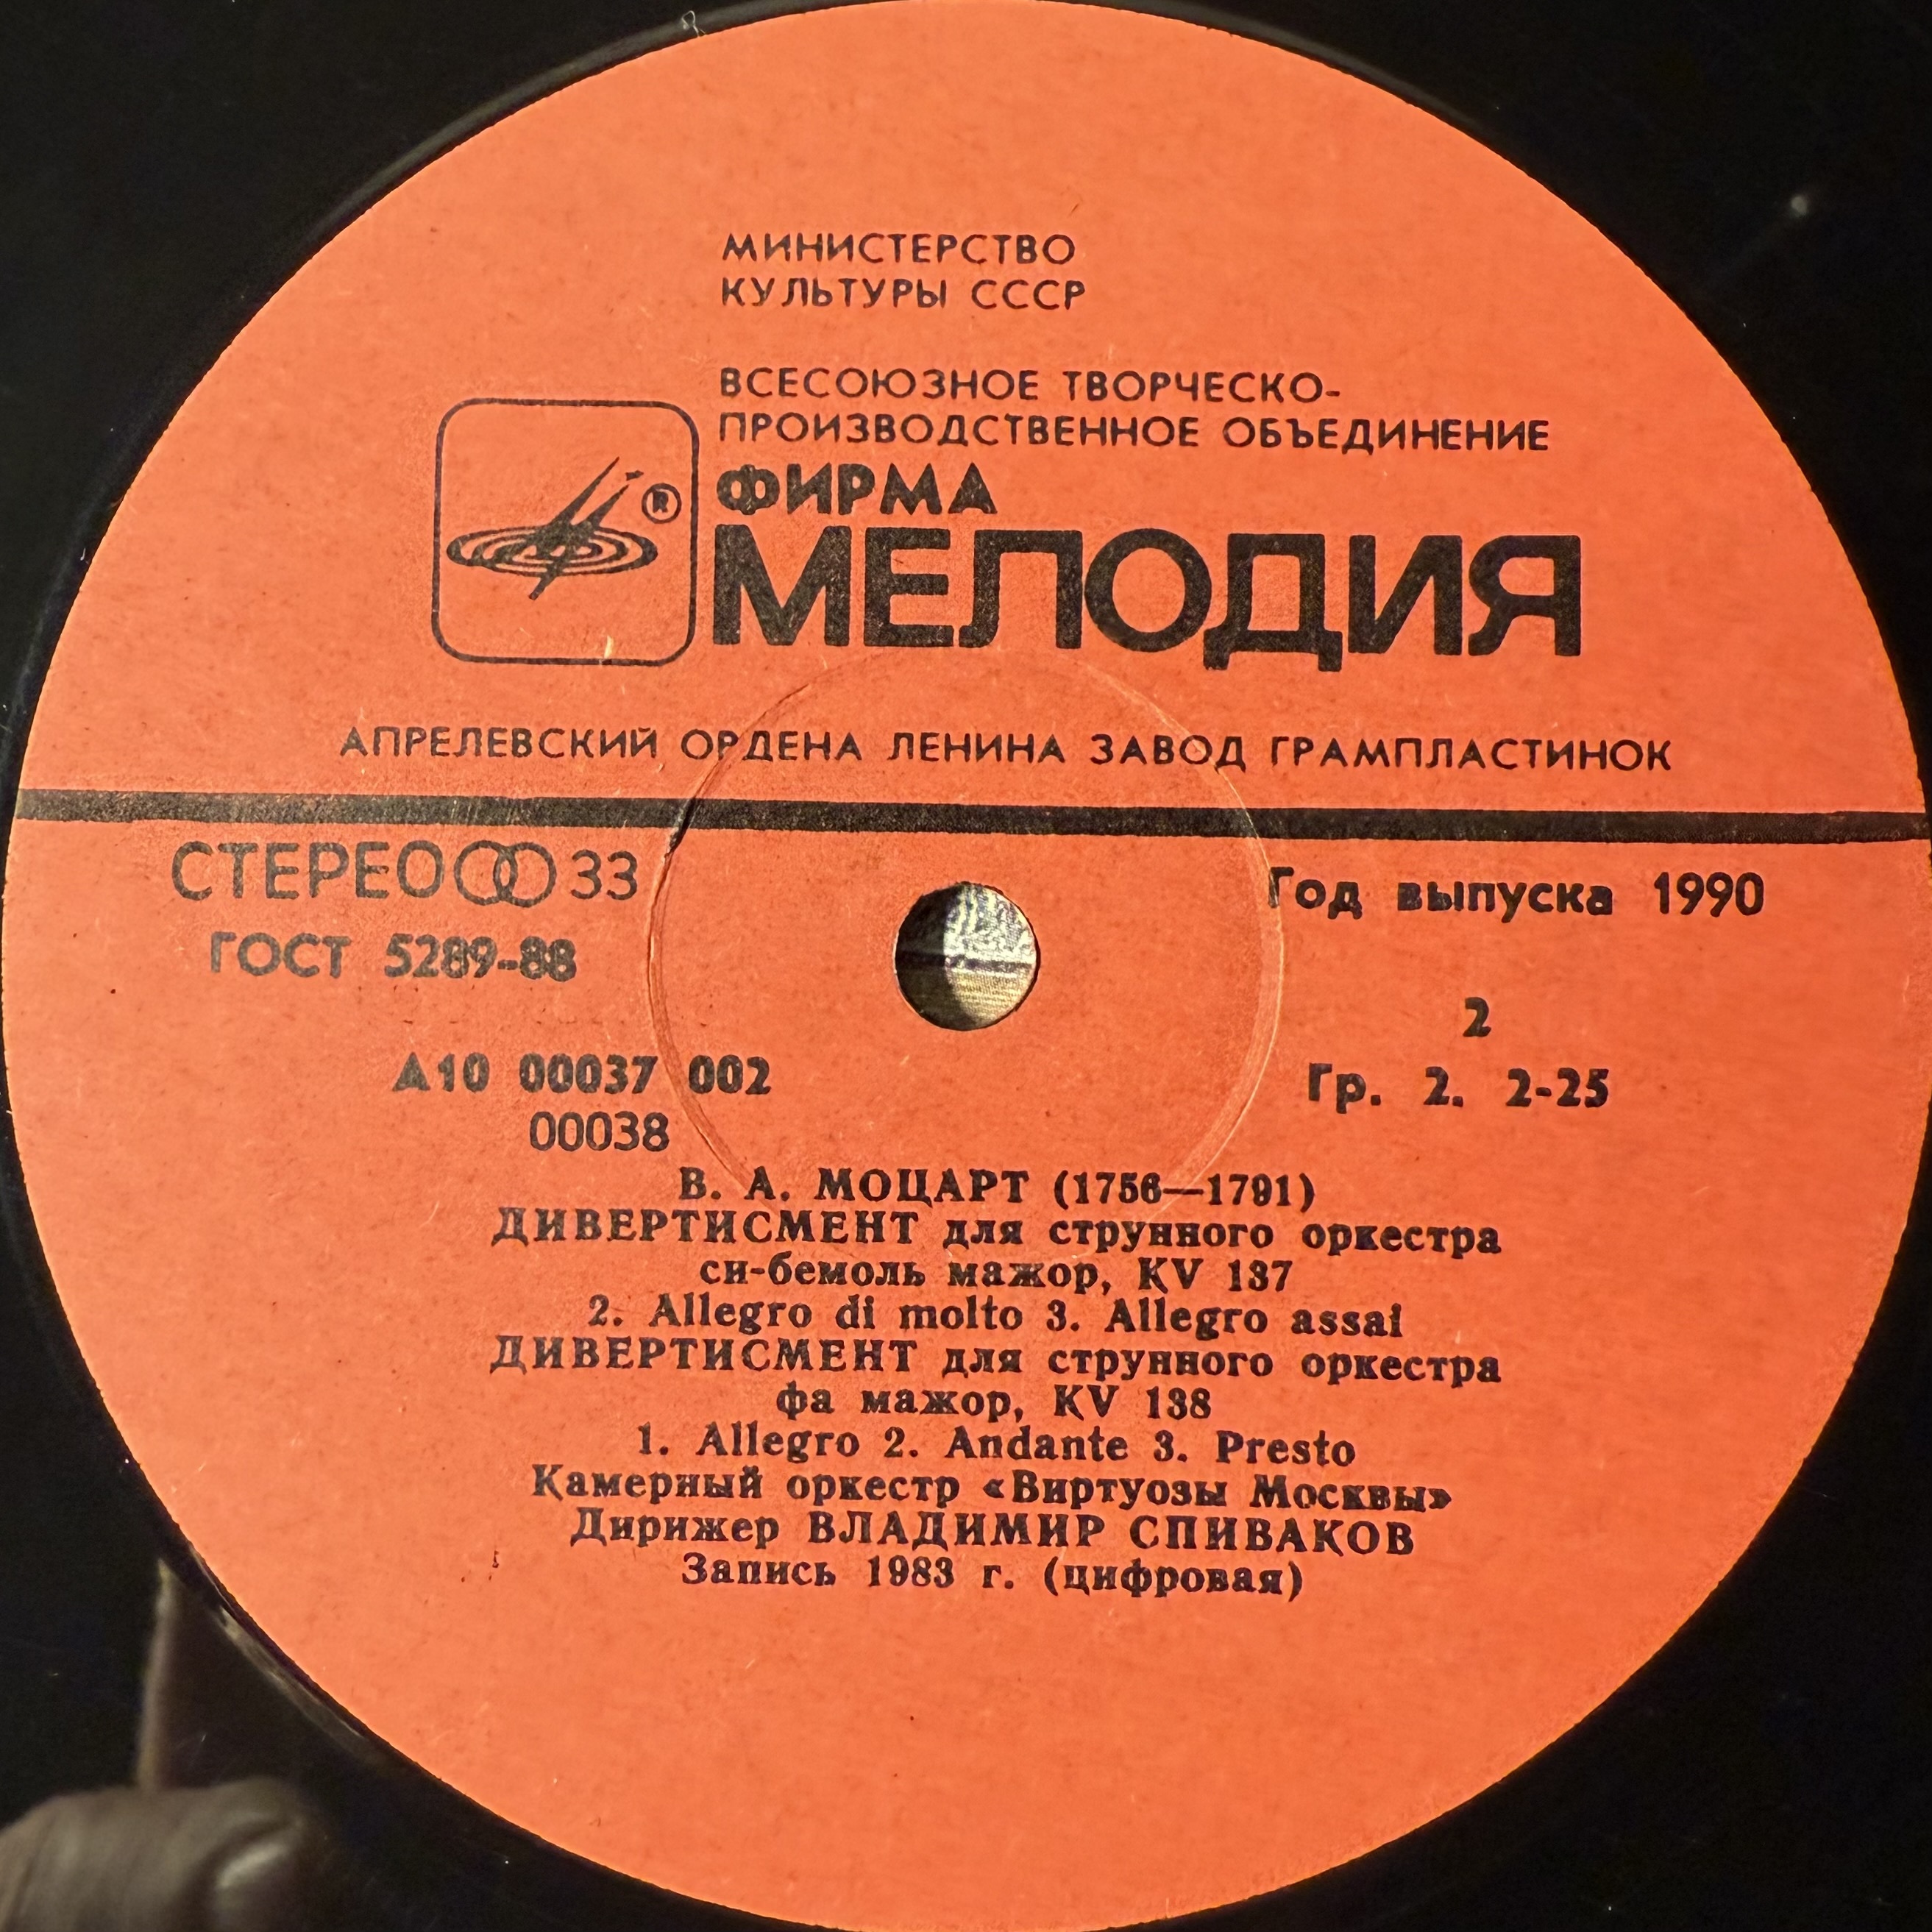 МИНИСТЕРСТВО
КУЛЬТУРЫ СССР
ВСЕСОЮЗНОЕ ТВОРЧЕСКО-
ПРОИЗВОДСТВЕННОЕ ОБЪЕДИНЕНИЕ
ФИРМА
®
МЕЛОДИЯ
АПРЕЛЕВСКИЙ ОРДЕНА ЛЕНИНА ЗАВОД ГРАМПЛАСТИНОК
СТЕРЕО 33
Год выпуска 1990
ГОСТ 5289-88
2
А10 00037 002
Гр. 2. 2-25
00038
В. А. МОЦАРТ (1756—1791)
ДИВЕРТИСМЕНТ для струнного оркестра
си-бемоль мажор, KV 137
2. Allegro di molto 3. Allegro assai
ДИВЕРТИСМЕНТ для струнного оркестра
фа мажор, KV 138
1. Allegro 2. Andante 3. Presto
Камерный оркестр «Виртуозы Москвы»
Дирижер ВЛАДИМИР СПИВАКОВ
Запись 1983 г. (цифровая)